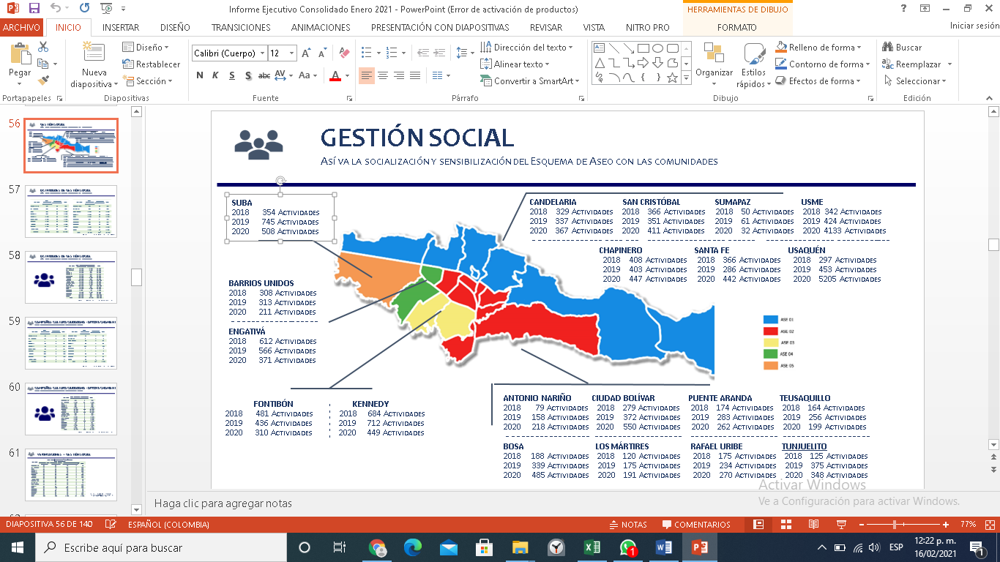 Informe Ejecutivo Consolidado Enero 2021 - PowerPoint (Error de activación de productos)
HERRAMIENTAS DE DIBUJO
ARCHIVO INICIO INSERTAR DISEÑO TRANSICIONES ANIMACIONES PRESENTACIÓN CON DIAPOSITIVAS REVISAR VISTA NITRO PRO FORMATO Iniciar sesión
Pegar
Nueva diapositiva
Diseño
Restablecer
Sección
Calibri (Cuerpo) 12
N K S S abc AV Aa A
Dirección del texto
Alinear texto
Convertir a SmartArt
Organizar
Estilos rápidos
Relleno de forma
Contorno de forma
Efectos de forma
Buscar
Reemplazar
Seleccionar
Portapapeles Diapositivas Fuente Párrafo Dibujo Edición
56
57
58
59
60
61
GESTIÓN SOCIAL
Así va la socialización y sensibilización del Esquema de Aseo con las comunidades
SUBA
2018 354 Actividades
2019 745 Actividades
2020 508 Actividades
CANDELARIA SAN CRISTÓBAL SUMAPAZ USME
2018 329 Actividades 2018 366 Actividades 2018 50 Actividades 2018 342 Actividades
2018 337 Actividades 2019 351 Actividades 2019 61 Actividades 2019 424 Actividades
2020 367 Actividades 2020 411 Actividades 2020 32 Actividades 2020 4133 Actividades
CHAPINERO SANTA FE USAQUÉN
2018 408 Actividades 2018 366 Actividades 2018 297 Actividades
2019 403 Actividades 2019 286 Actividades 2019 453 Actividades
2020 447 Actividades 2020 442 Actividades 2020 5205 Actividades
BARRIOS UNIDOS
2018 308 Actividades
2019 313 Actividades
2020 211 Actividades
ENGATIVÁ
2018 612 Actividades
2019 566 Actividades
2020 371 Actividades
ASE 01
ASE 02
ASE 03
ASE 04
ASE 05
FONTIBÓN KENNEDY
2018 481 Actividades 2018 684 Actividades
2019 436 Actividades 2019 712 Actividades
2020 310 Actividades 2020 449 Actividades
ANTONIO NARIÑO CIUDAD BOLÍVAR PUENTE ARANDA TEUSAQUILLO
2018 79 Actividades 2018 279 Actividades 2018 174 Actividades 2018 164 Actividades
2019 158 Actividades 2019 372 Actividades 2019 283 Actividades 2019 256 Actividades
2020 218 Actividades 2020 550 Actividades 2020 262 Actividades 2020 199 Actividades
BOSA LOS MÁRTIRES RAFAEL URIBE TUNJUELITO
2018 188 Actividades 2018 120 Actividades 2018 175 Actividades 2018 125 Actividades
2019 339 Actividades 2019 175 Actividades 2019 234 Actividades 2019 375 Actividades
2020 485 Actividades 2020 191 Actividades 2020 270 Actividades 2020 348 Actividades
Activar Windows
Ve a Configuración para activar Windows.
Haga clic para agregar notas
DIAPOSITIVA 56 DE 140 ESPAÑOL (COLOMBIA) NOTAS COMENTARIOS 77%
Escribe aquí para buscar
ESP
12:22 p. m.
16/02/2021